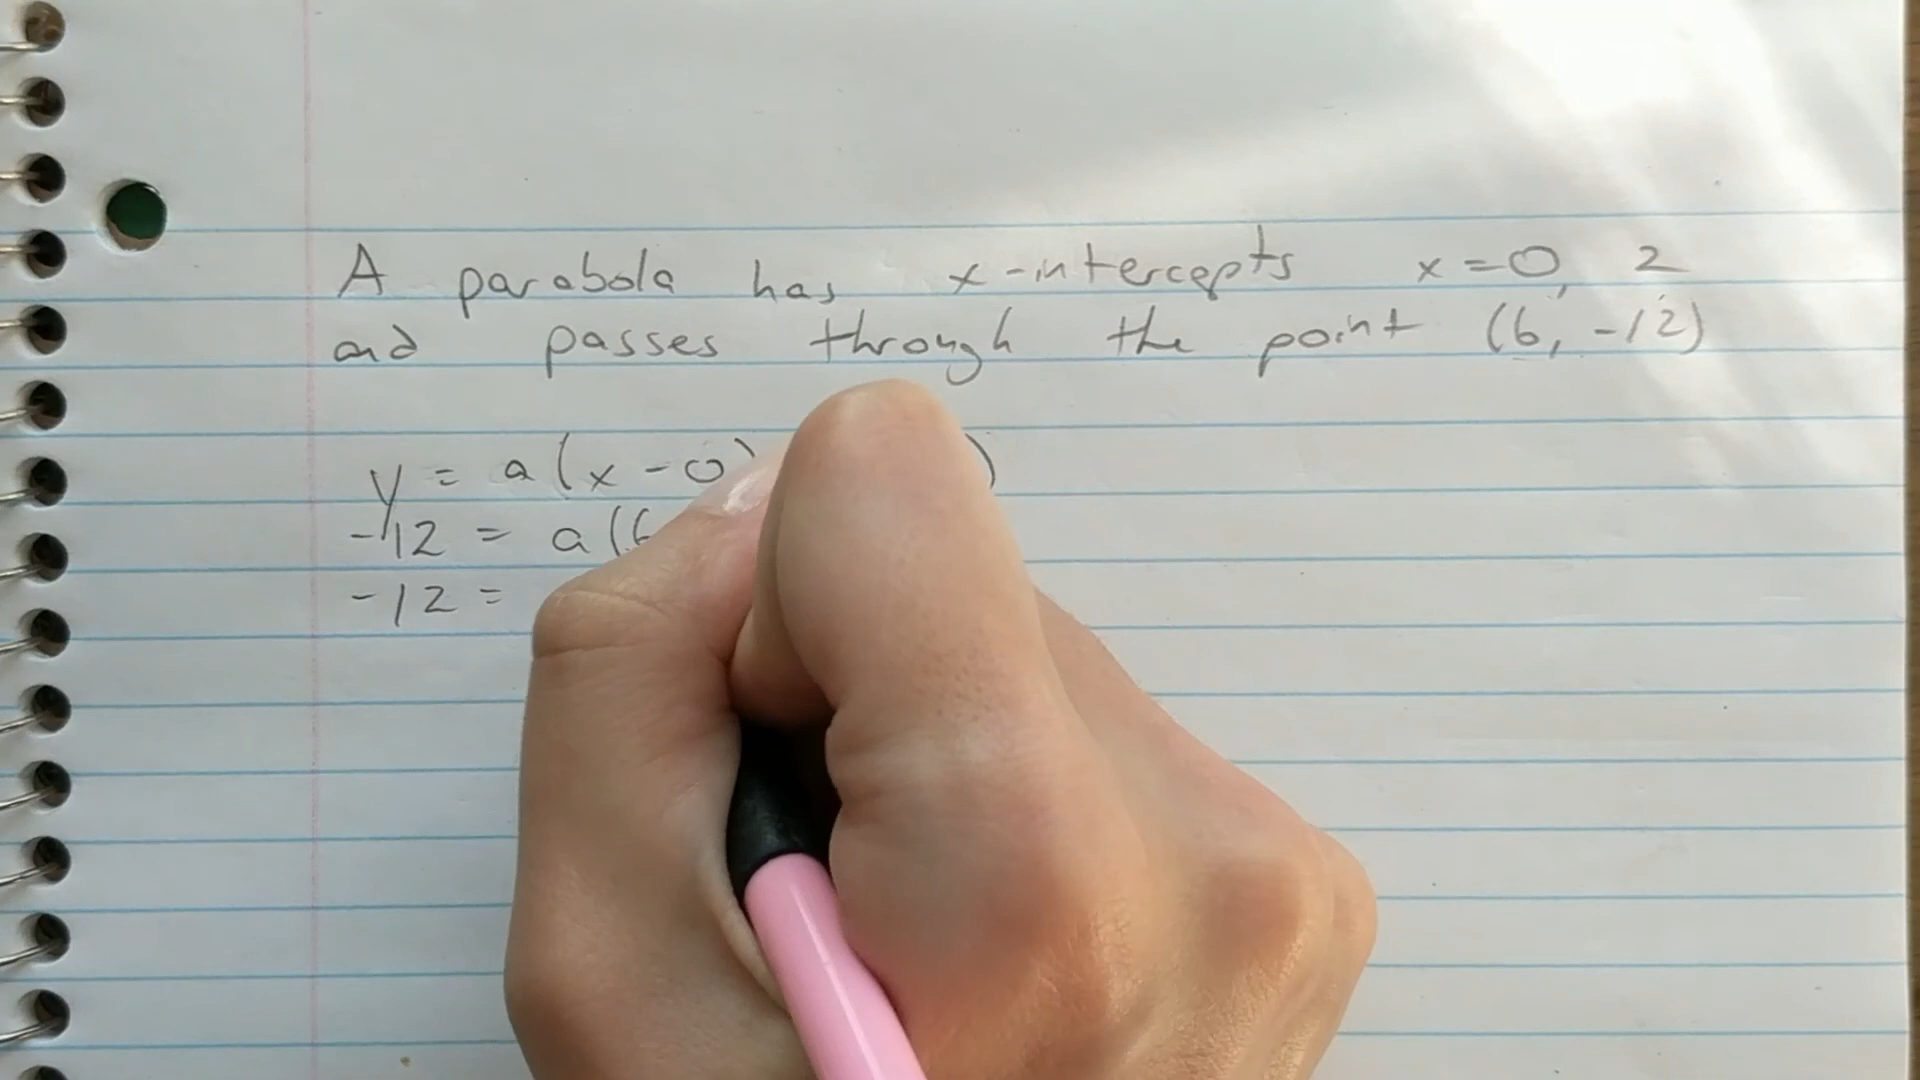 A parabola has x-intercepts x=0, 2
and passes through the point (6, -12)
y = a(x-0) )
-12 = a(6
-12 =